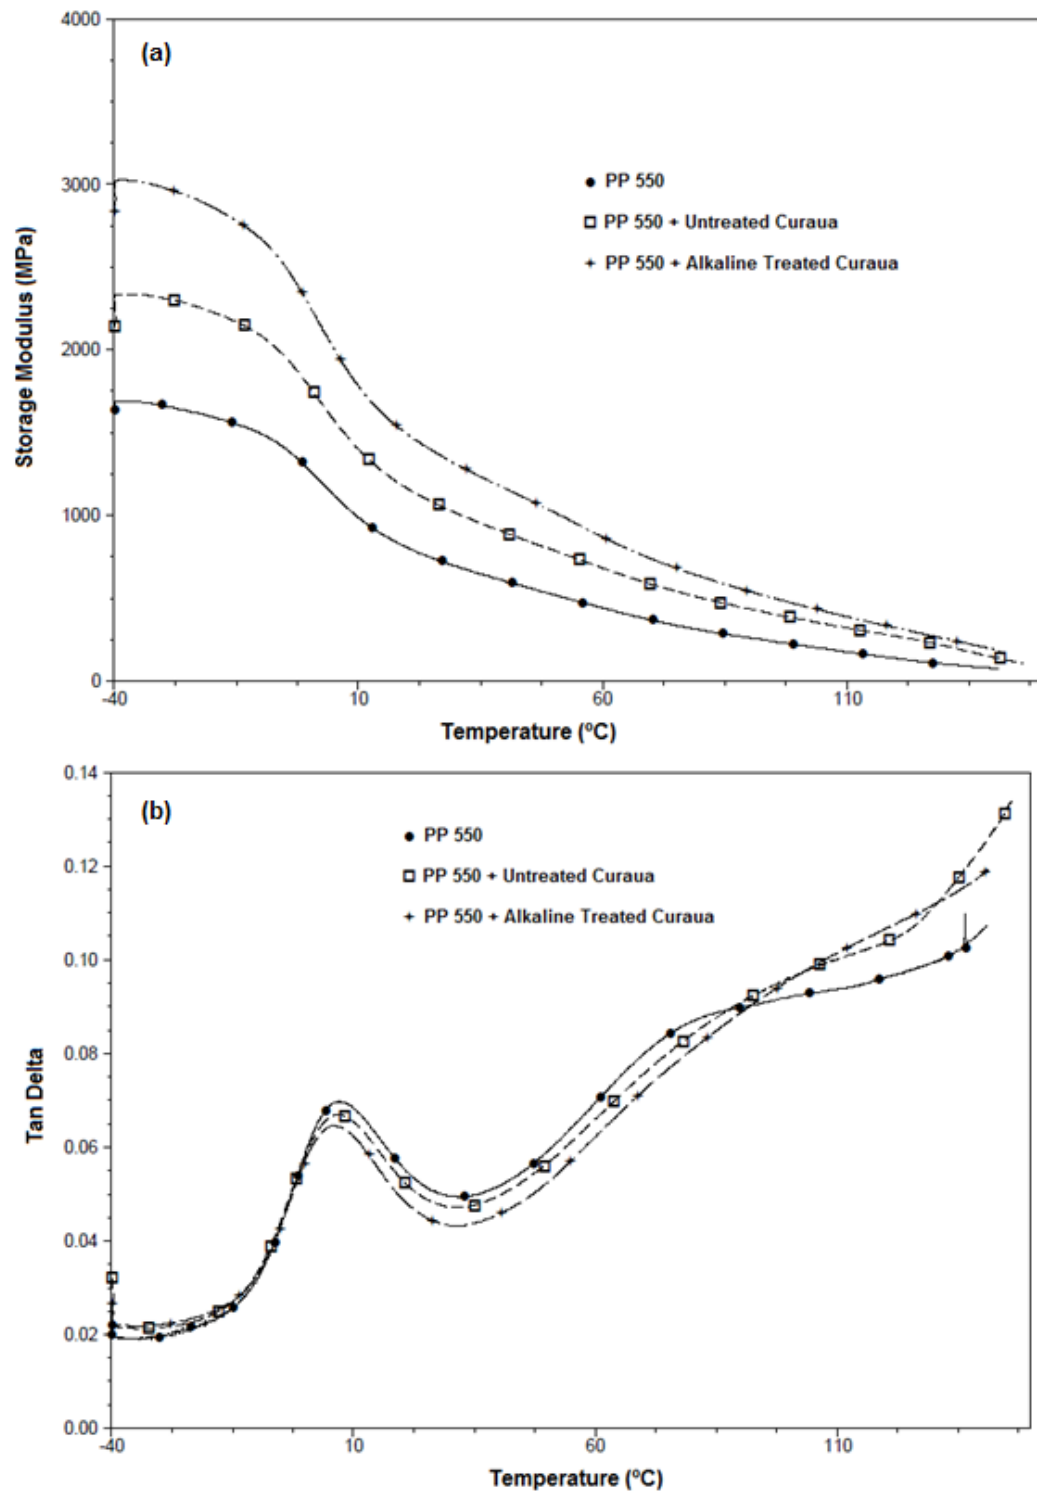 4000
(a)
3000
PP 550
PP 550 + Untreated Curaua
PP 550 + Alkaline Treated Curaua
Storage Modulus (MPa)
2000
1000
0
-40
10
60
110
Temperature (ºC)
0.14
(b)
PP 550
0.12
PP 550 + Untreated Curaua
PP 550 + Alkaline Treated Curaua
0.10
0.08
Tan Delta
0.06
0.04
0.02
0.00
-40
10
60
110
Temperature (ºC)